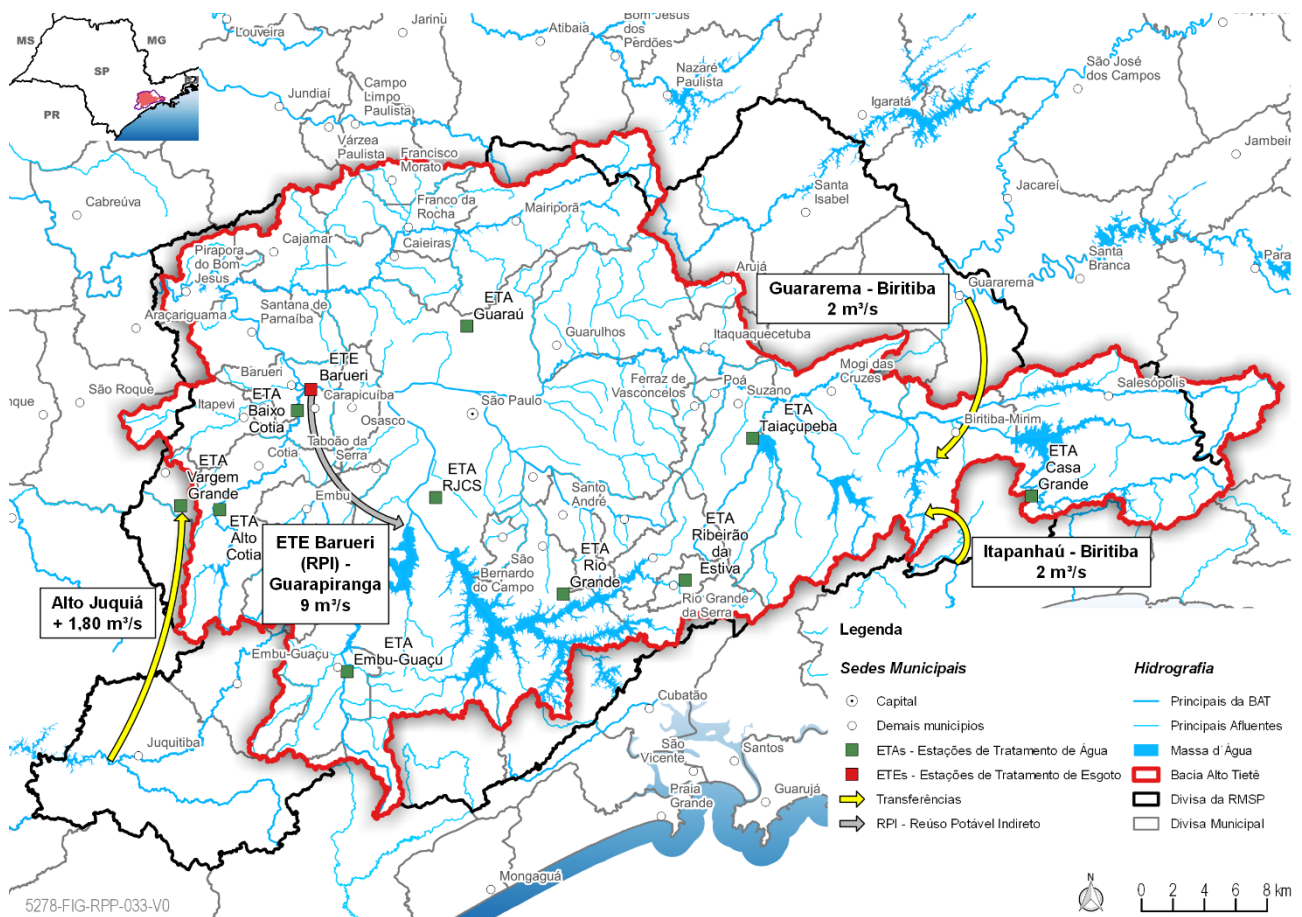 MS
MG
SP
RJ
PR
Louveira
Jarinu
Atibaia
Bom Jesus
dos
Perdões
Nazaré
Paulista
São José
dos Campos
Igaratá
Jundiaí
Campo
Limpo
Paulista
Várzea
Paulista
Francisco
Morato
Jambeir
Jacareí
Cabreúva
Franco da
Rocha
Mairiporã
Santa
Isabel
Cajamar
Caieiras
Pirapora
do Bom
Jesus
Santa
Branca
Para
Arujá
Guararema - Biritiba
2 m³/s
Guararema
Araçariguama
Santana de
Parnaíba
ETA
Guaraú
Guarulhos
Itaquaquecetuba
Mogi das
Cruzes
São Roque
nque
Barueri
ETE
Barueri
Ferraz de
Vasconcelos
Poá
Suzano
Salesópolis
Itapevi
ETA
Baixo
Cotia
Carapicuíba
Osasco
São Paulo
ETA
Taiaçupeba
Biritiba-Mirim
Cotia
Taboão da
Serra
ETA
Vargem
Grande
ETA
RJCS
ETA
Casa
Grande
Embu
Santo
André
ETA
Alto
Cotia
ETA
Ribeirão
da
Estiva
ETE Barueri
(RPI) -
Guarapiranga
9 m³/s
São
Bernardo
do Campo
ETA
Rio
Grande
Itapanhaú - Biritiba
2 m³/s
Alto Juquiá
+ 1,80 m³/s
Rio Grande
da Serra
Embu-Guaçu
ETA
Embu-Guaçu
Juquitiba
Cubatão
São
Vicente
Santos
Praia
Grande
Guarujá
Mongaguá
Legenda
Sedes Municipais
Capital
Demais municípios
ETAs - Estações de Tratamento de Água
ETEs - Estações de Tratamento de Esgoto
Transferências
RPI - Reúso Potável Indireto
Hidrografia
Principais da BAT
Principais Afluentes
Massa d´Água
Bacia Alto Tietê
Divisa da RMSP
Divisa Municipal
N
0 2 4 6 8 km
5278-FIG-RPP-033-V0